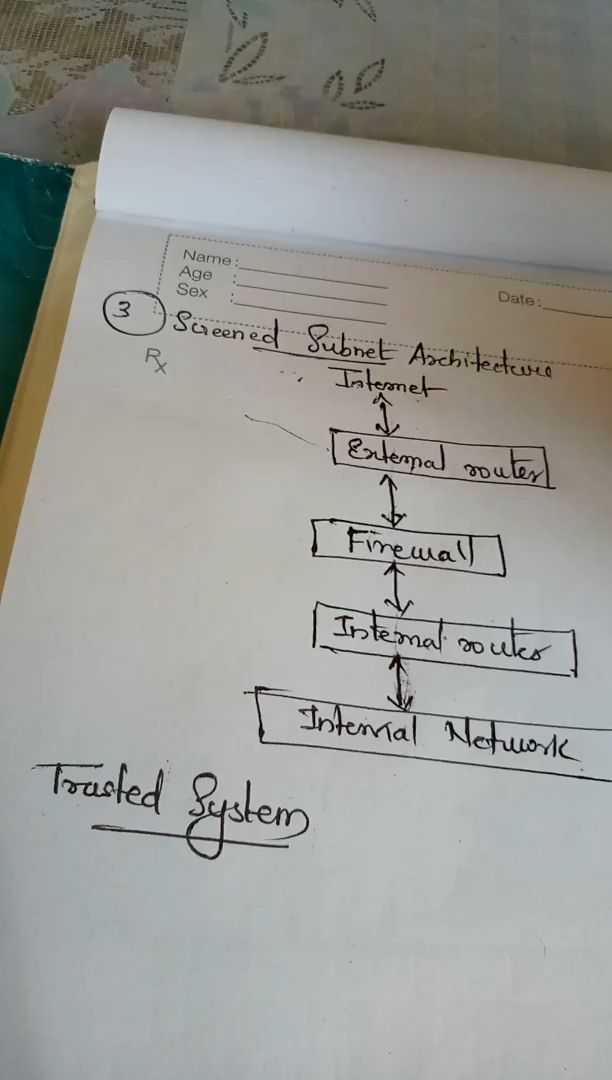 Name :
Age :
Sex :
Date :
3 Screened Subnet Architecture
Rx
Internet
External router
Firewall
Internal router
Internal Network
Trusted System